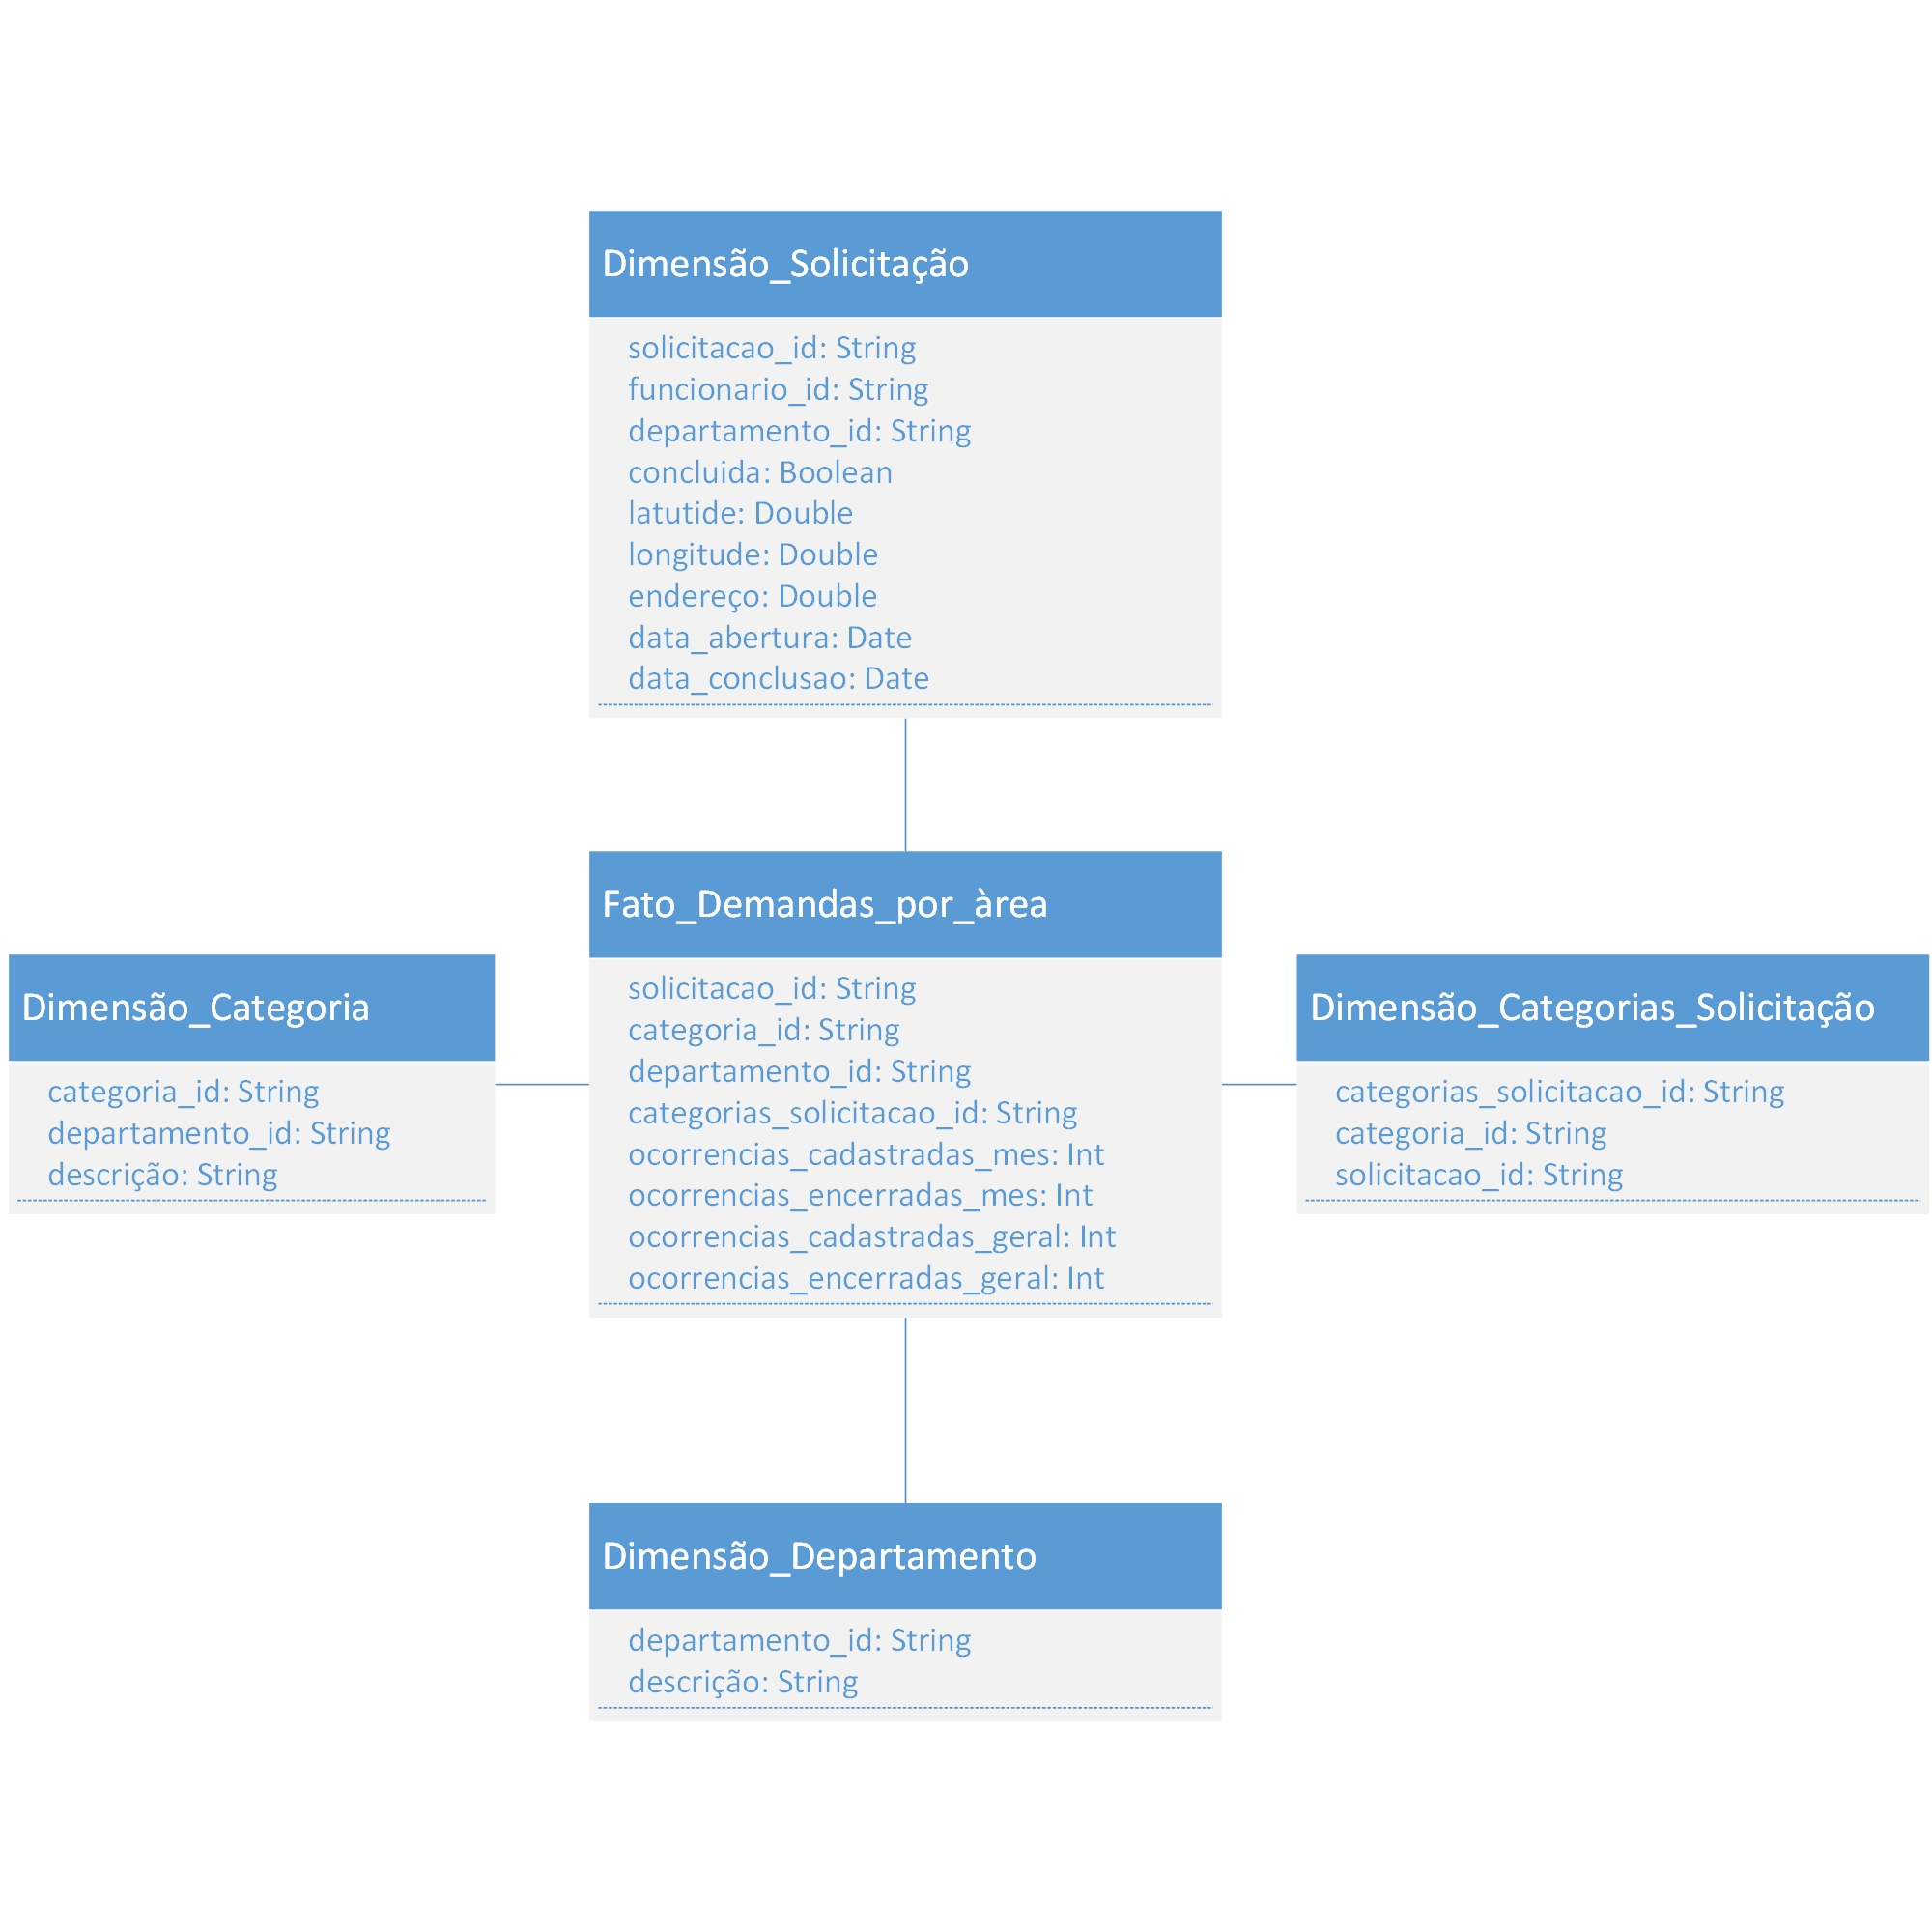 Dimensão_Solicitação
solicitacao_id: String
funcionario_id: String
departamento_id: String
concluida: Boolean
latutide: Double
longitude: Double
endereço: Double
data_abertura: Date
data_conclusao: Date
Fato_Demandas_por_àrea
solicitacao_id: String
categoria_id: String
departamento_id: String
categorias_solicitacao_id: String
ocorrencias_cadastradas_mes: Int
ocorrencias_encerradas_mes: Int
ocorrencias_cadastradas_geral: Int
ocorrencias_encerradas_geral: Int
Dimensão_Categoria
categoria_id: String
departamento_id: String
descrição: String
Dimensão_Categorias_Solicitação
categorias_solicitacao_id: String
categoria_id: String
solicitacao_id: String
Dimensão_Departamento
departamento_id: String
descrição: String